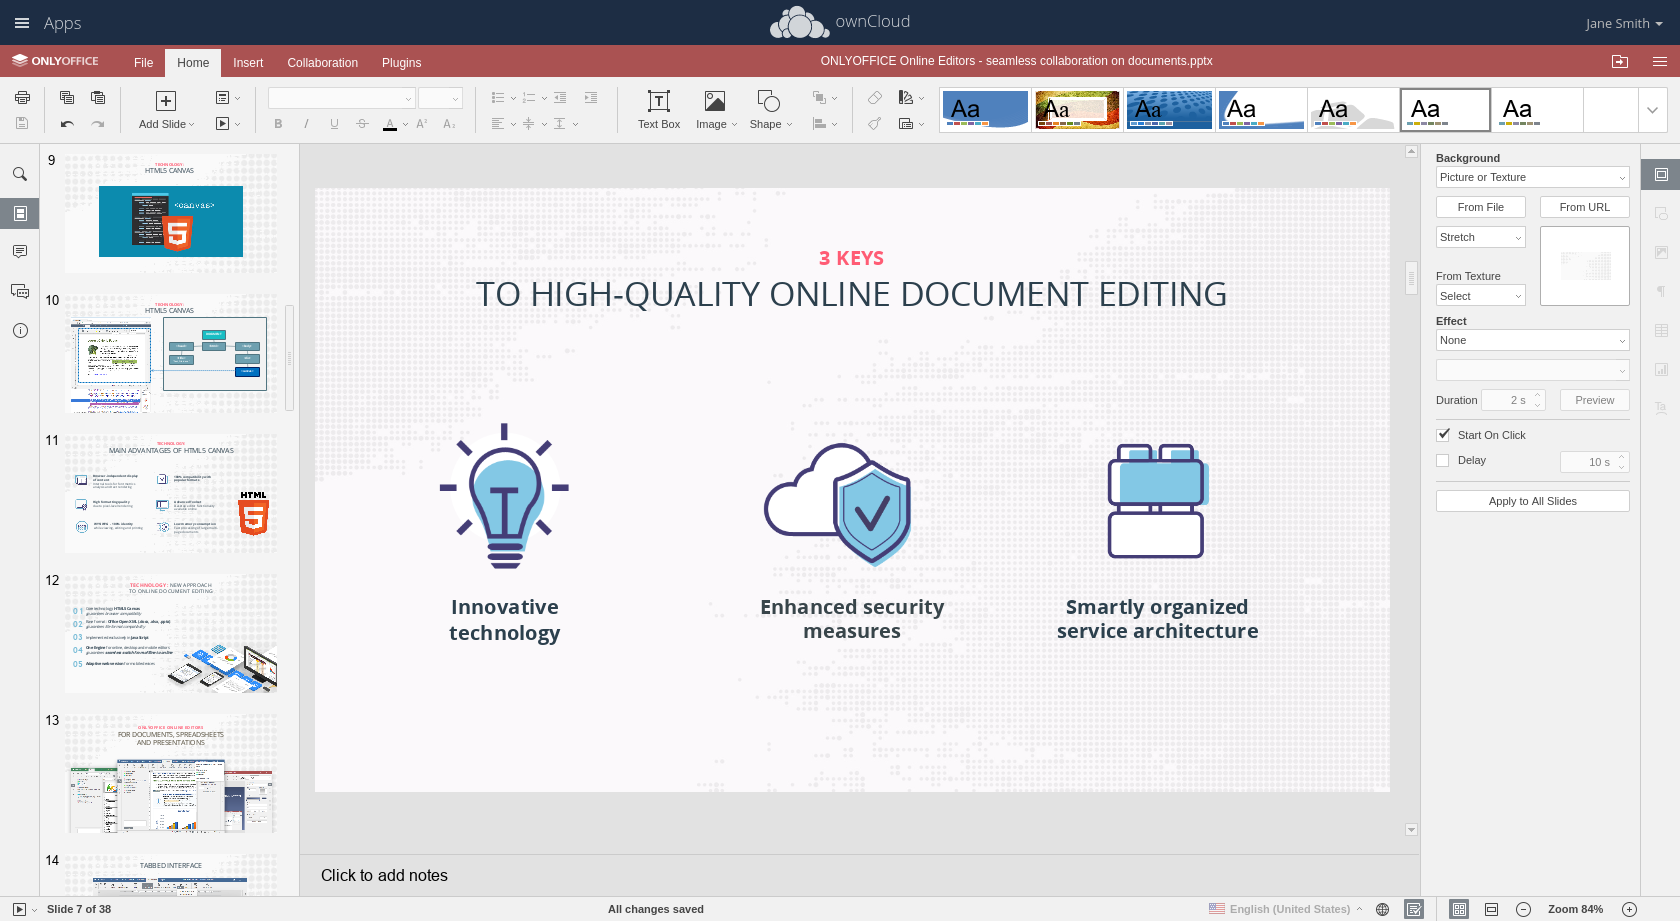 Apps
ownCloud
Jane Smith
ONLYOFFICE
File
Home
Insert
Collaboration
Plugins
ONLYOFFICE Online Editors - seamless collaboration on documents.pptx
Add Slide
B
I
U
S
A
A²
A₂
Text Box
Image
Shape
Aa
Aa
Aa
Aa
Aa
Aa
Aa
9
TECHNOLOGY:
HTML5 CANVAS
<canvas>
5
10
TECHNOLOGY:
HTML5 CANVAS
11
TECHNOLOGY:
MAIN ADVANTAGES OF HTML5 CANVAS
HTML
5
12
TECHNOLOGY: NEW APPROACH
TO ONLINE DOCUMENT EDITING
01
02
03
04
05
13
ONLYOFFICE ONLINE EDITORS
FOR DOCUMENTS, SPREADSHEETS
AND PRESENTATIONS
14
TABBED INTERFACE
3 KEYS
TO HIGH-QUALITY ONLINE DOCUMENT EDITING
Innovative
technology
Enhanced security
measures
Smartly organized
service architecture
Click to add notes
Background
Picture or Texture
From File
From URL
Stretch
From Texture
Select
Effect
None
Duration
2 s
Preview
Start On Click
Delay
10 s
Apply to All Slides
Slide 7 of 38
All changes saved
English (United States)
Zoom 84%